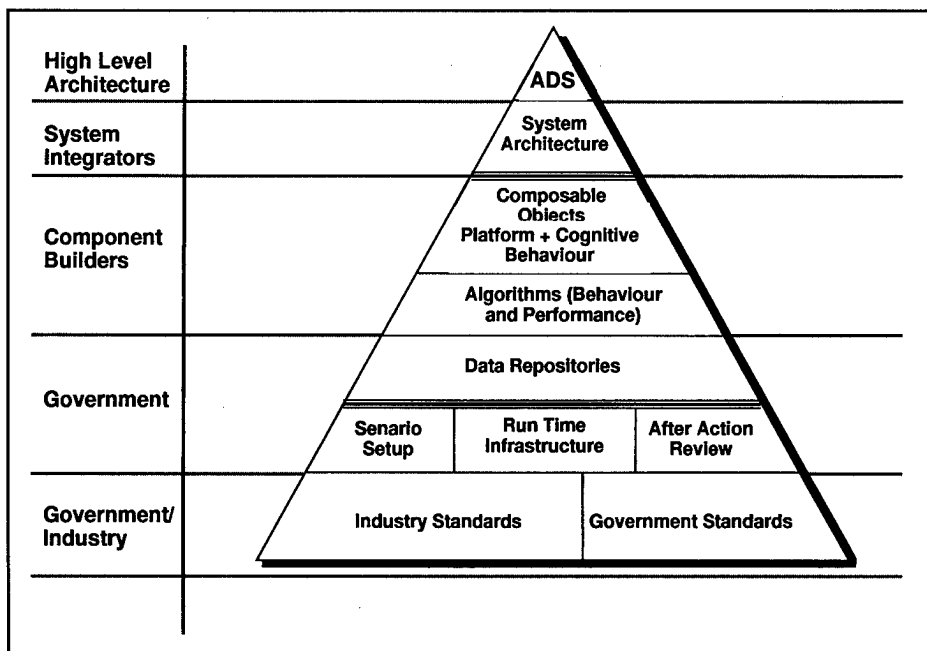 High Level
Architecture
ADS
System
Integrators
System
Architecture
Component
Builders
Composable
Objects
Platform + Cognitive
Behaviour
Algorithms (Behaviour
and Performance)
Government
Data Repositories
Senario
Setup
Run Time
Infrastructure
After Action
Review
Government/
Industry
Industry Standards
Government Standards